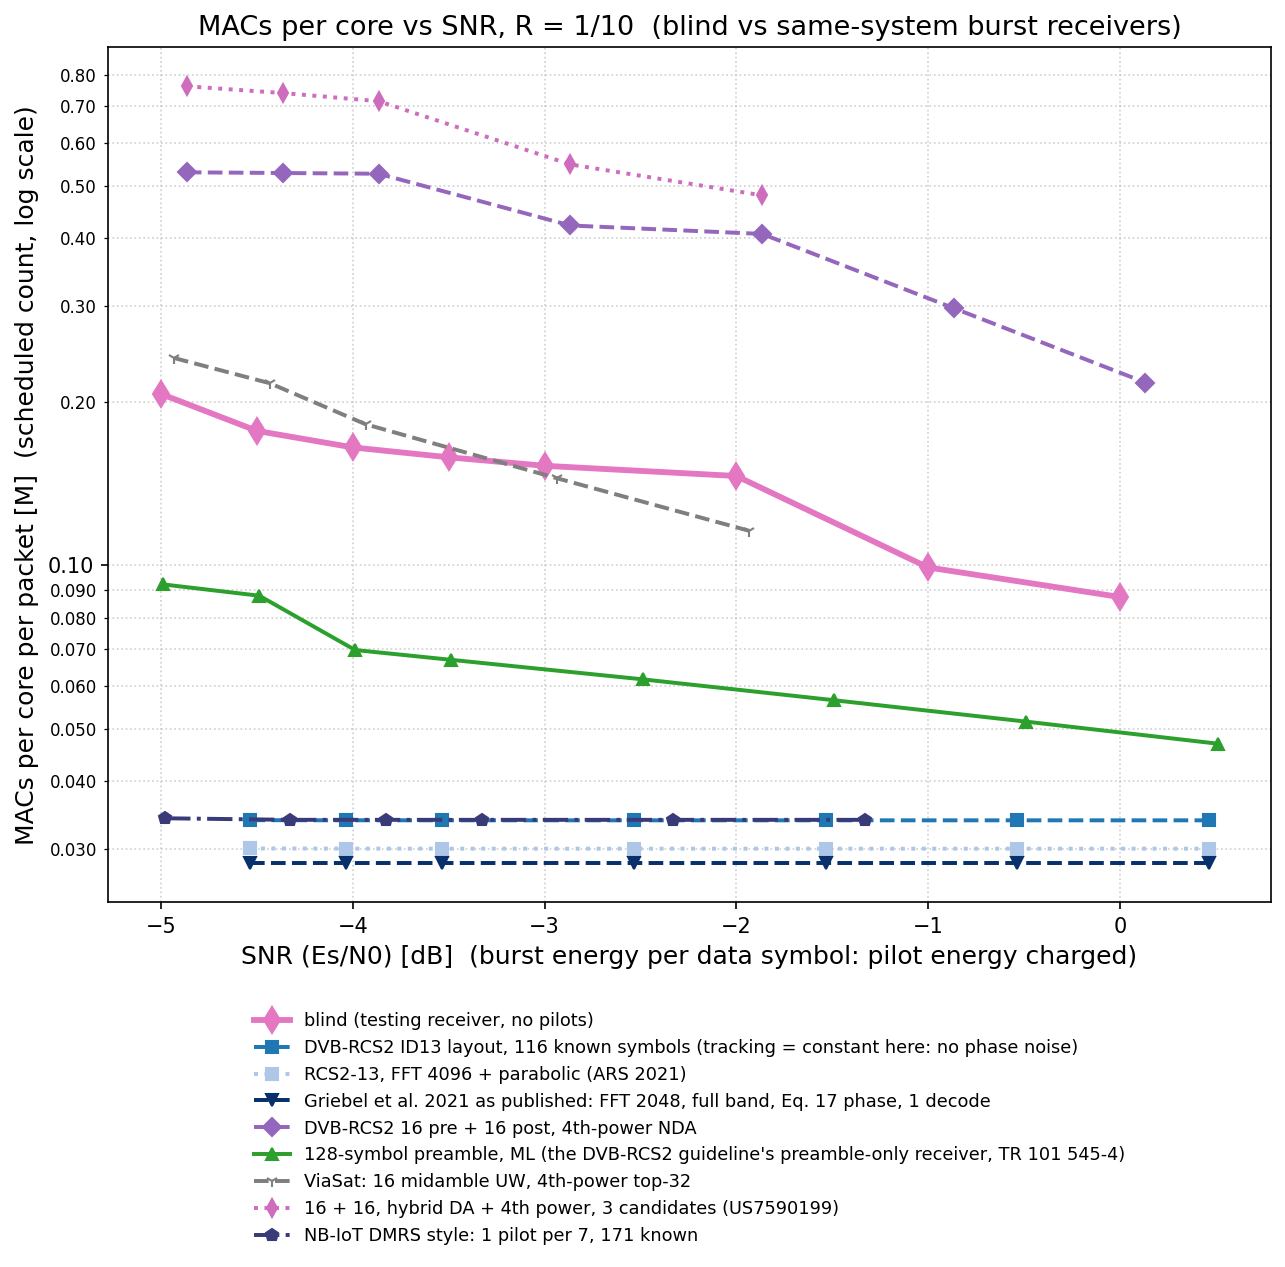 MACs per core vs SNR, R = 1/10  (blind vs same-system burst receivers)
MACs per core per packet [M]  (scheduled count, log scale)
0.80
0.70
0.60
0.50
0.40
0.30
0.20
0.10
0.090
0.080
0.070
0.060
0.050
0.040
0.030
−5
−4
−3
−2
−1
0
SNR (Es/N0) [dB]  (burst energy per data symbol: pilot energy charged)
blind (testing receiver, no pilots)
DVB-RCS2 ID13 layout, 116 known symbols (tracking = constant here: no phase noise)
RCS2-13, FFT 4096 + parabolic (ARS 2021)
Griebel et al. 2021 as published: FFT 2048, full band, Eq. 17 phase, 1 decode
DVB-RCS2 16 pre + 16 post, 4th-power NDA
128-symbol preamble, ML (the DVB-RCS2 guideline's preamble-only receiver, TR 101 545-4)
ViaSat: 16 midamble UW, 4th-power top-32
16 + 16, hybrid DA + 4th power, 3 candidates (US7590199)
NB-IoT DMRS style: 1 pilot per 7, 171 known